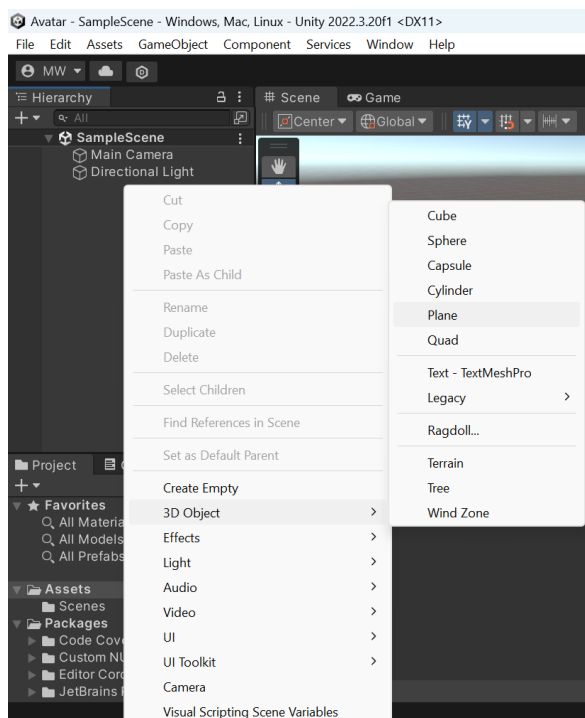 Avatar - SampleScene - Windows, Mac, Linux - Unity 2022.3.20f1 <DX11>
File Edit Assets GameObject Component Services Window Help
MW
Hierarchy
# Scene
Game
All
Center
Global
SampleScene
Main Camera
Directional Light
Cut
Copy
Paste
Paste As Child
Rename
Duplicate
Delete
Select Children
Find References in Scene
Set as Default Parent
Create Empty
3D Object
Effects
Light
Audio
Video
UI
UI Toolkit
Camera
Visual Scripting Scene Variables
Cube
Sphere
Capsule
Cylinder
Plane
Quad
Text - TextMeshPro
Legacy
Ragdoll...
Terrain
Tree
Wind Zone
Project
Favorites
All Materia
All Models
All Prefabs
Assets
Scenes
Packages
Code Cov
Custom NU
Editor Coro
JetBrains